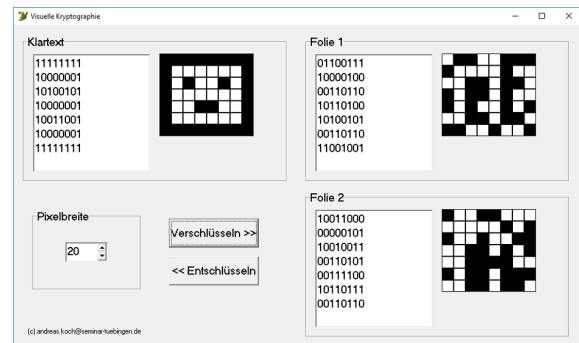 Visuelle Kryptographie
Klartext
11111111
10000001
10100101
10000001
10011001
10000001
11111111
Folie 1
01100111
10000100
00110110
10110100
10100101
00110110
11001001
Pixelbreite
20
Verschlüsseln >>
<< Entschlüsseln
Folie 2
10011000
00000101
10010011
00110101
00111100
10110111
00110110
(c) andreas.koch@seminar-tuebingen.de